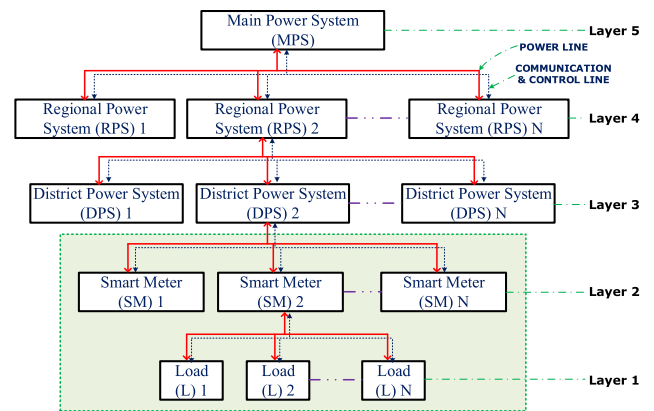 Main Power System
(MPS)
Layer 5
POWER LINE
COMMUNICATION
& CONTROL LINE
Regional Power
System (RPS) 1
Regional Power
System (RPS) 2
Regional Power
System (RPS) N
Layer 4
District Power System
(DPS) 1
District Power System
(DPS) 2
District Power System
(DPS) N
Layer 3
Smart Meter
(SM) 1
Smart Meter
(SM) 2
Smart Meter
(SM) N
Layer 2
Load
(L) 1
Load
(L) 2
Load
(L) N
Layer 1